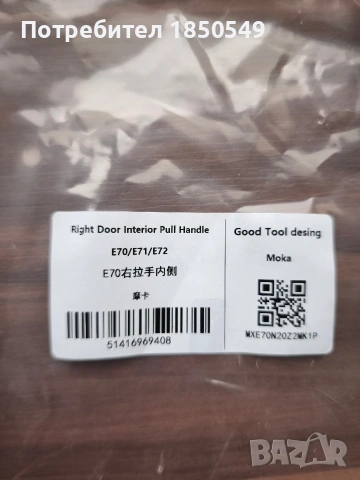 Потребител 1850549
Right Door Interior Pull Handle
E70/E71/E72
E70右拉手内侧
摩卡
51416969408
Good Tool desing
Moka
MXE70N20Z2MK1P
BAZAR